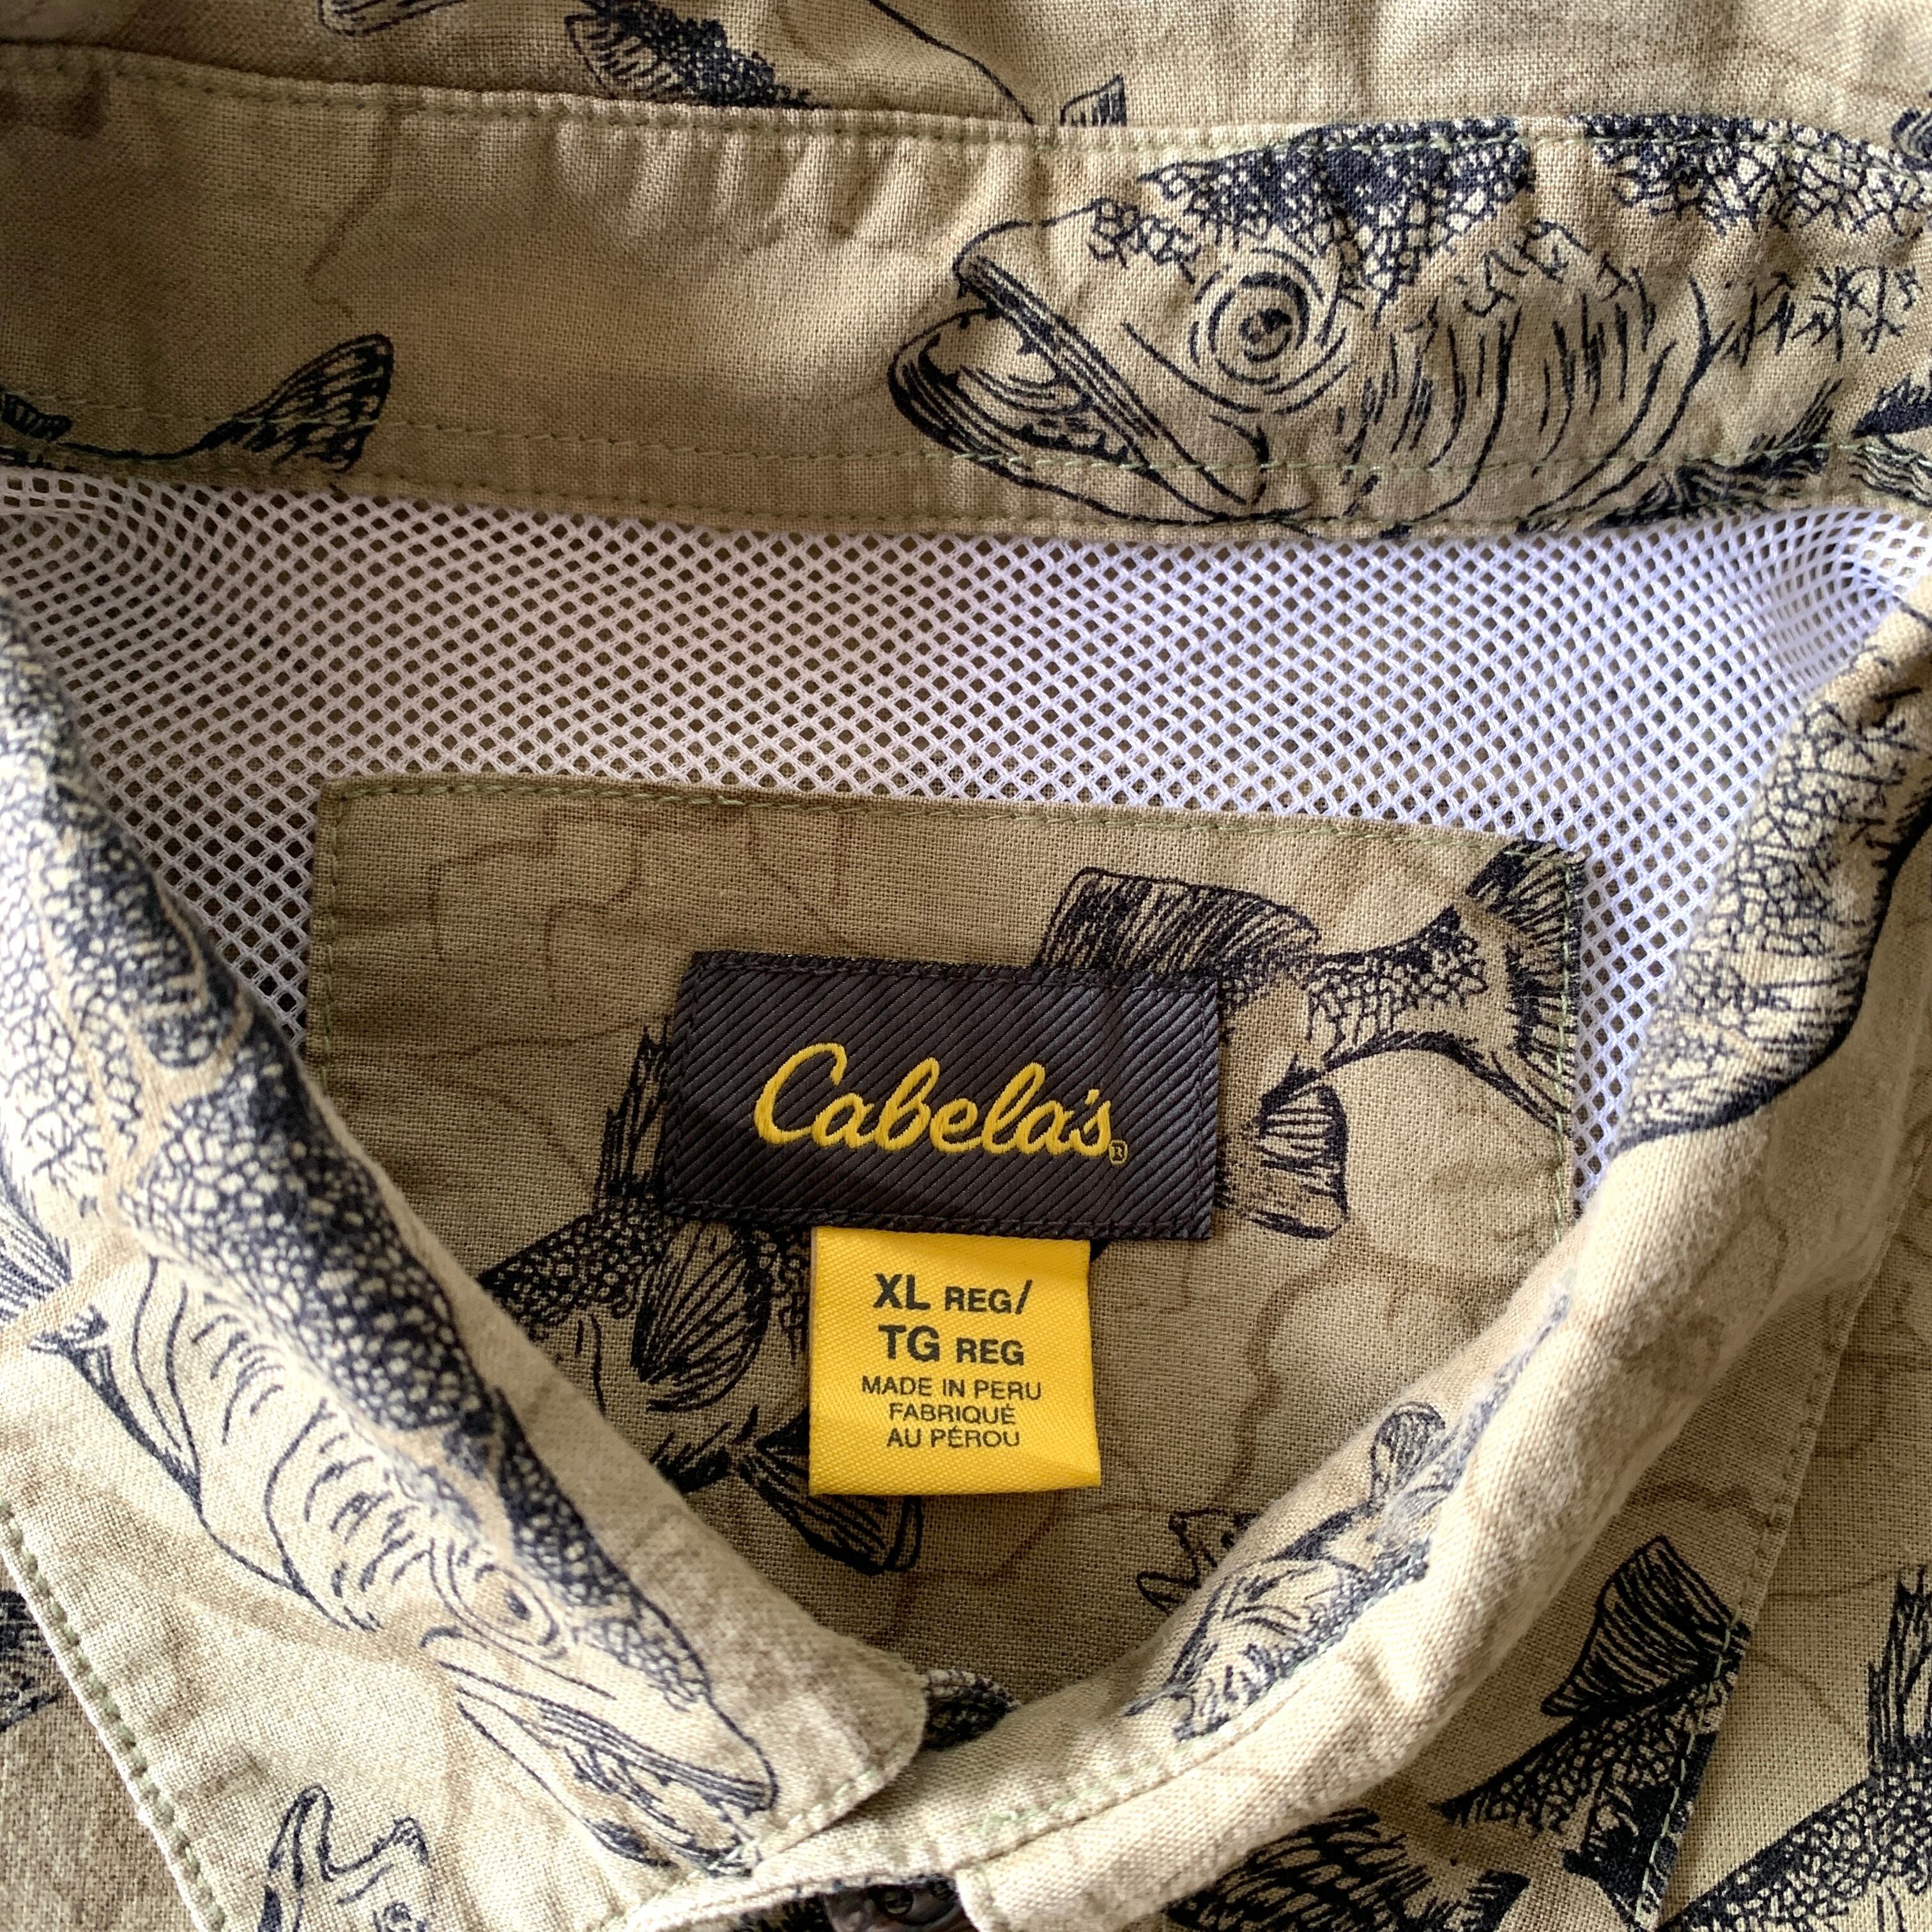 Cabela's®
XL REG/
TG REG
MADE IN PERU
FABRIQUÉ
AU PÉROU